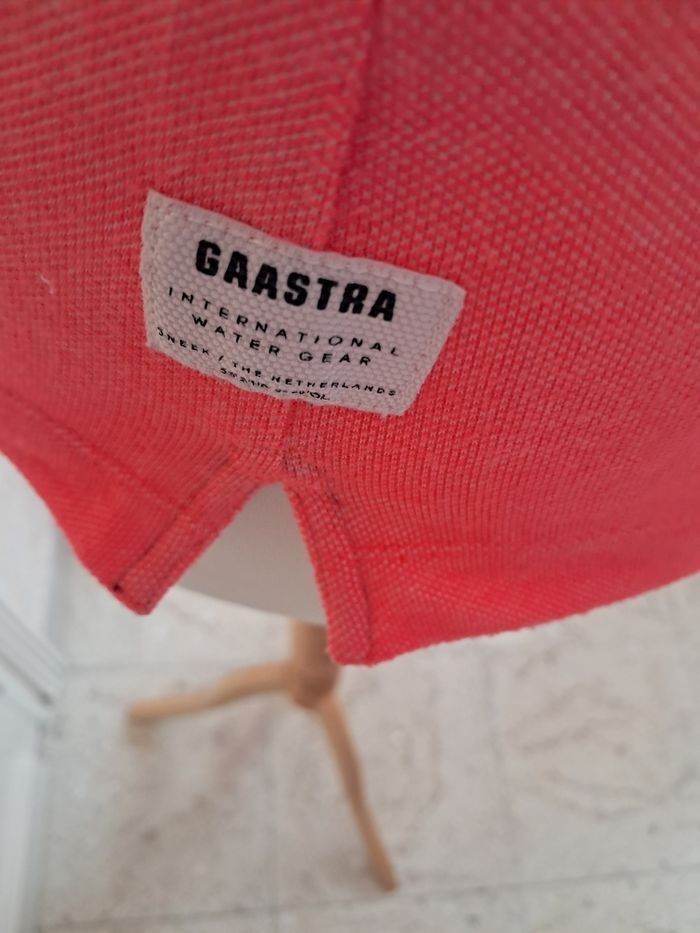 GAASTRA
INTERNATIONAL
WATER GEAR
SNEEK / THE NETHERLANDS